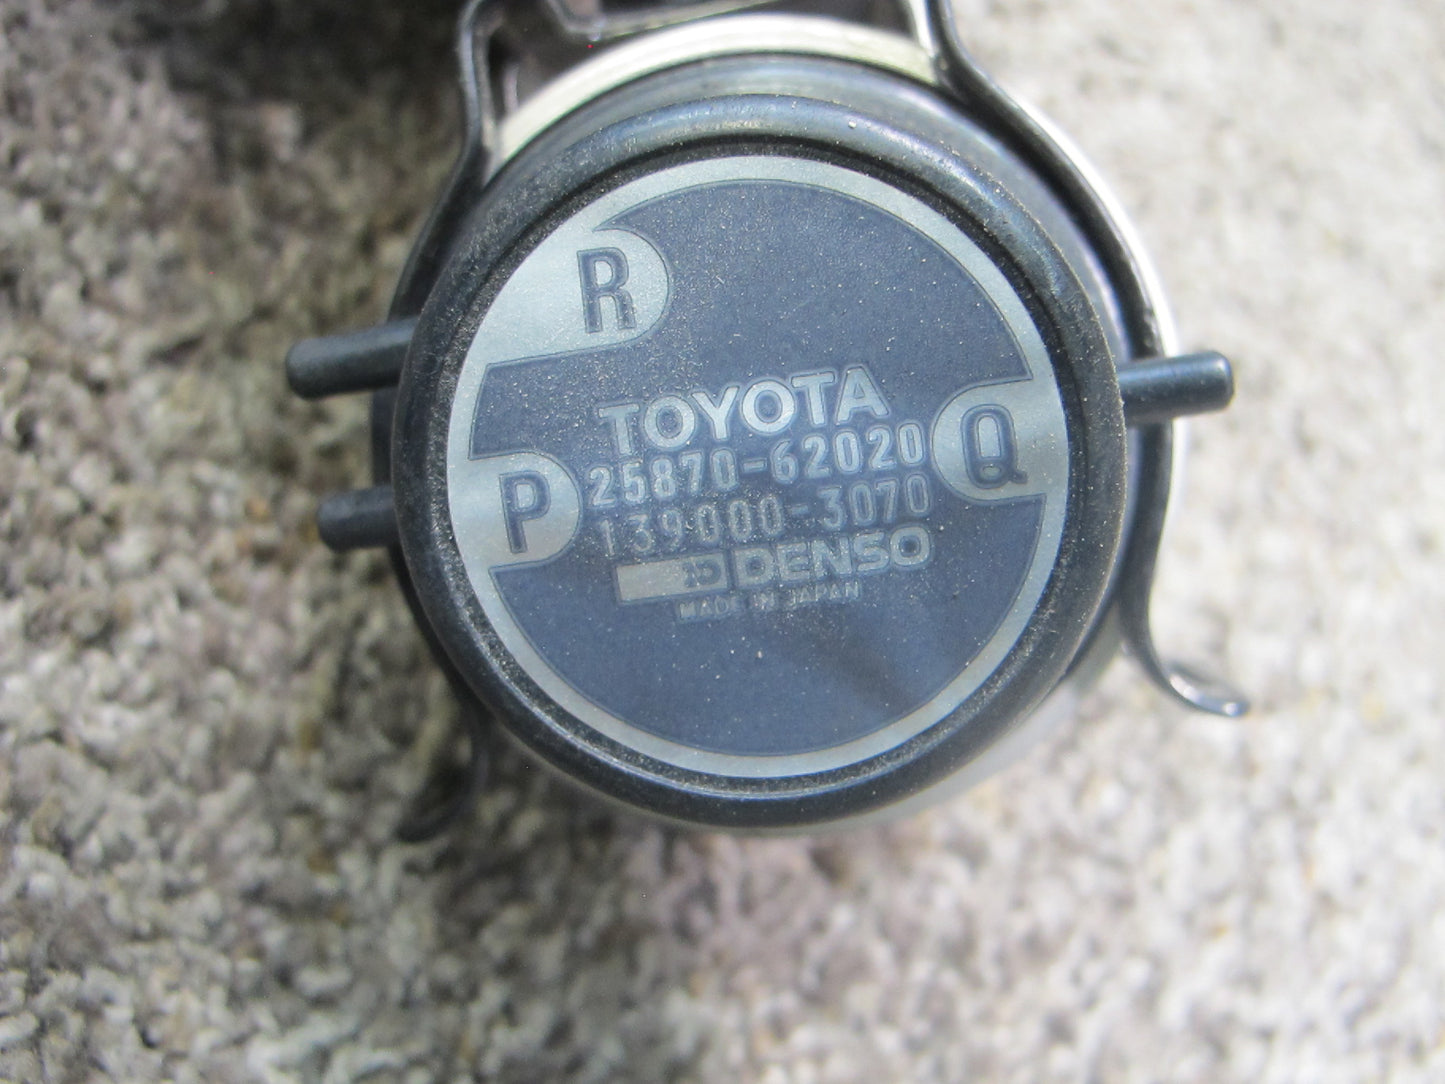 R
TOYOTA
25870-62020
Q
P
139000-3070
DENSO
MADE IN JAPAN